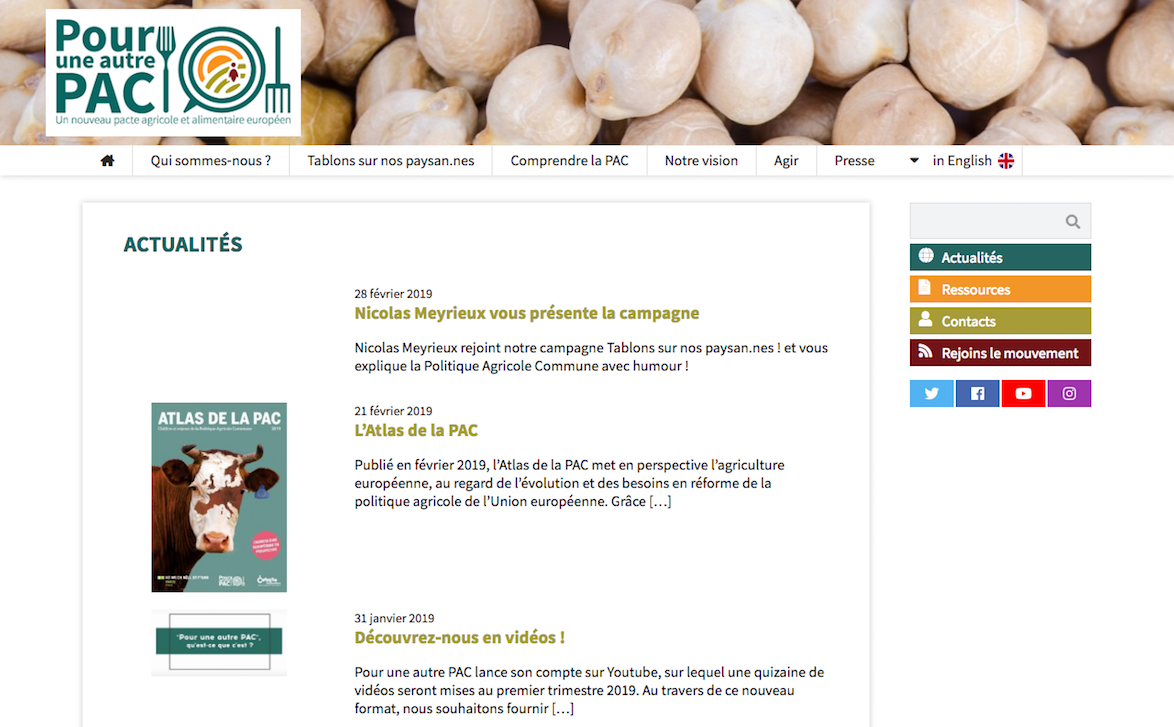 Pour
une autre
PAC
Un nouveau pacte agricole et alimentaire européen
Qui sommes-nous ?
Tablons sur nos paysan.nes
Comprendre la PAC
Notre vision
Agir
Presse
in English
ACTUALITÉS
28 février 2019
Nicolas Meyrieux vous présente la campagne
Nicolas Meyrieux rejoint notre campagne Tablons sur nos paysan.nes ! et vous
explique la Politique Agricole Commune avec humour !
ATLAS DE LA PAC
21 février 2019
L’Atlas de la PAC
Publié en février 2019, l’Atlas de la PAC met en perspective l’agriculture
européenne, au regard de l’évolution et des besoins en réforme de la
politique agricole de l’Union européenne. Grâce […]
"Pour une autre PAC",
qu'est-ce que c'est ?
31 janvier 2019
Découvrez-nous en vidéos !
Pour une autre PAC lance son compte sur Youtube, sur lequel une quizaine de
vidéos seront mises au premier trimestre 2019. Au travers de ce nouveau
format, nous souhaitons fournir […]
Actualités
Ressources
Contacts
Rejoins le mouvement